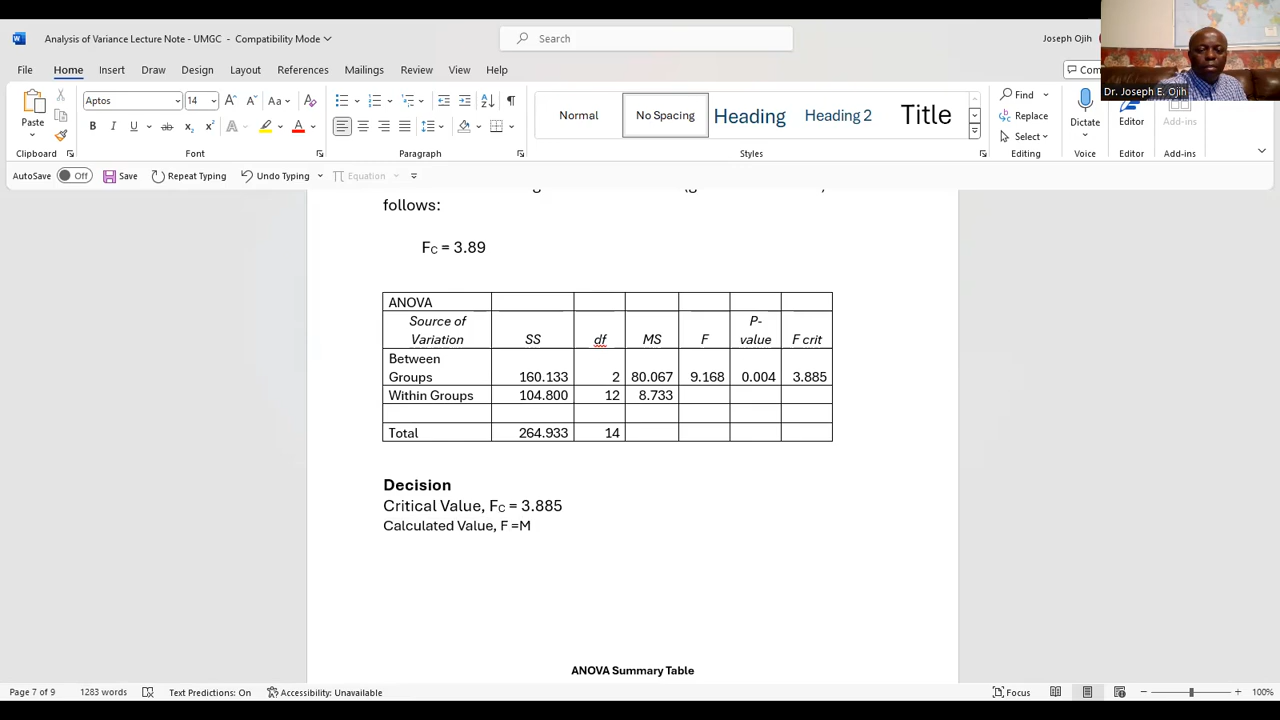 Analysis of Variance Lecture Note - UMGC - Compatibility Mode
Search
Joseph Ojih
File Home Insert Draw Design Layout References Mailings Review View Help
Paste
Aptos 14 Aa
B I U ab x₂ x² A A
Normal No Spacing Heading Heading 2 Title
Find
Replace
Select
Dictate
Editor
Add-ins
Dr. Joseph E. Ojih
Clipboard Font Paragraph Styles Editing Voice Editor Add-ins
AutoSave Off Save Repeat Typing Undo Typing Equation
follows:
FC = 3.89
ANOVA
Source of Variation SS df MS F P-value F crit
Between Groups 160.133 2 80.067 9.168 0.004 3.885
Within Groups 104.800 12 8.733
Total 264.933 14
Decision
Critical Value, FC = 3.885
Calculated Value, F =M
ANOVA Summary Table
Page 7 of 9 1283 words Text Predictions: On Accessibility: Unavailable Focus 100%